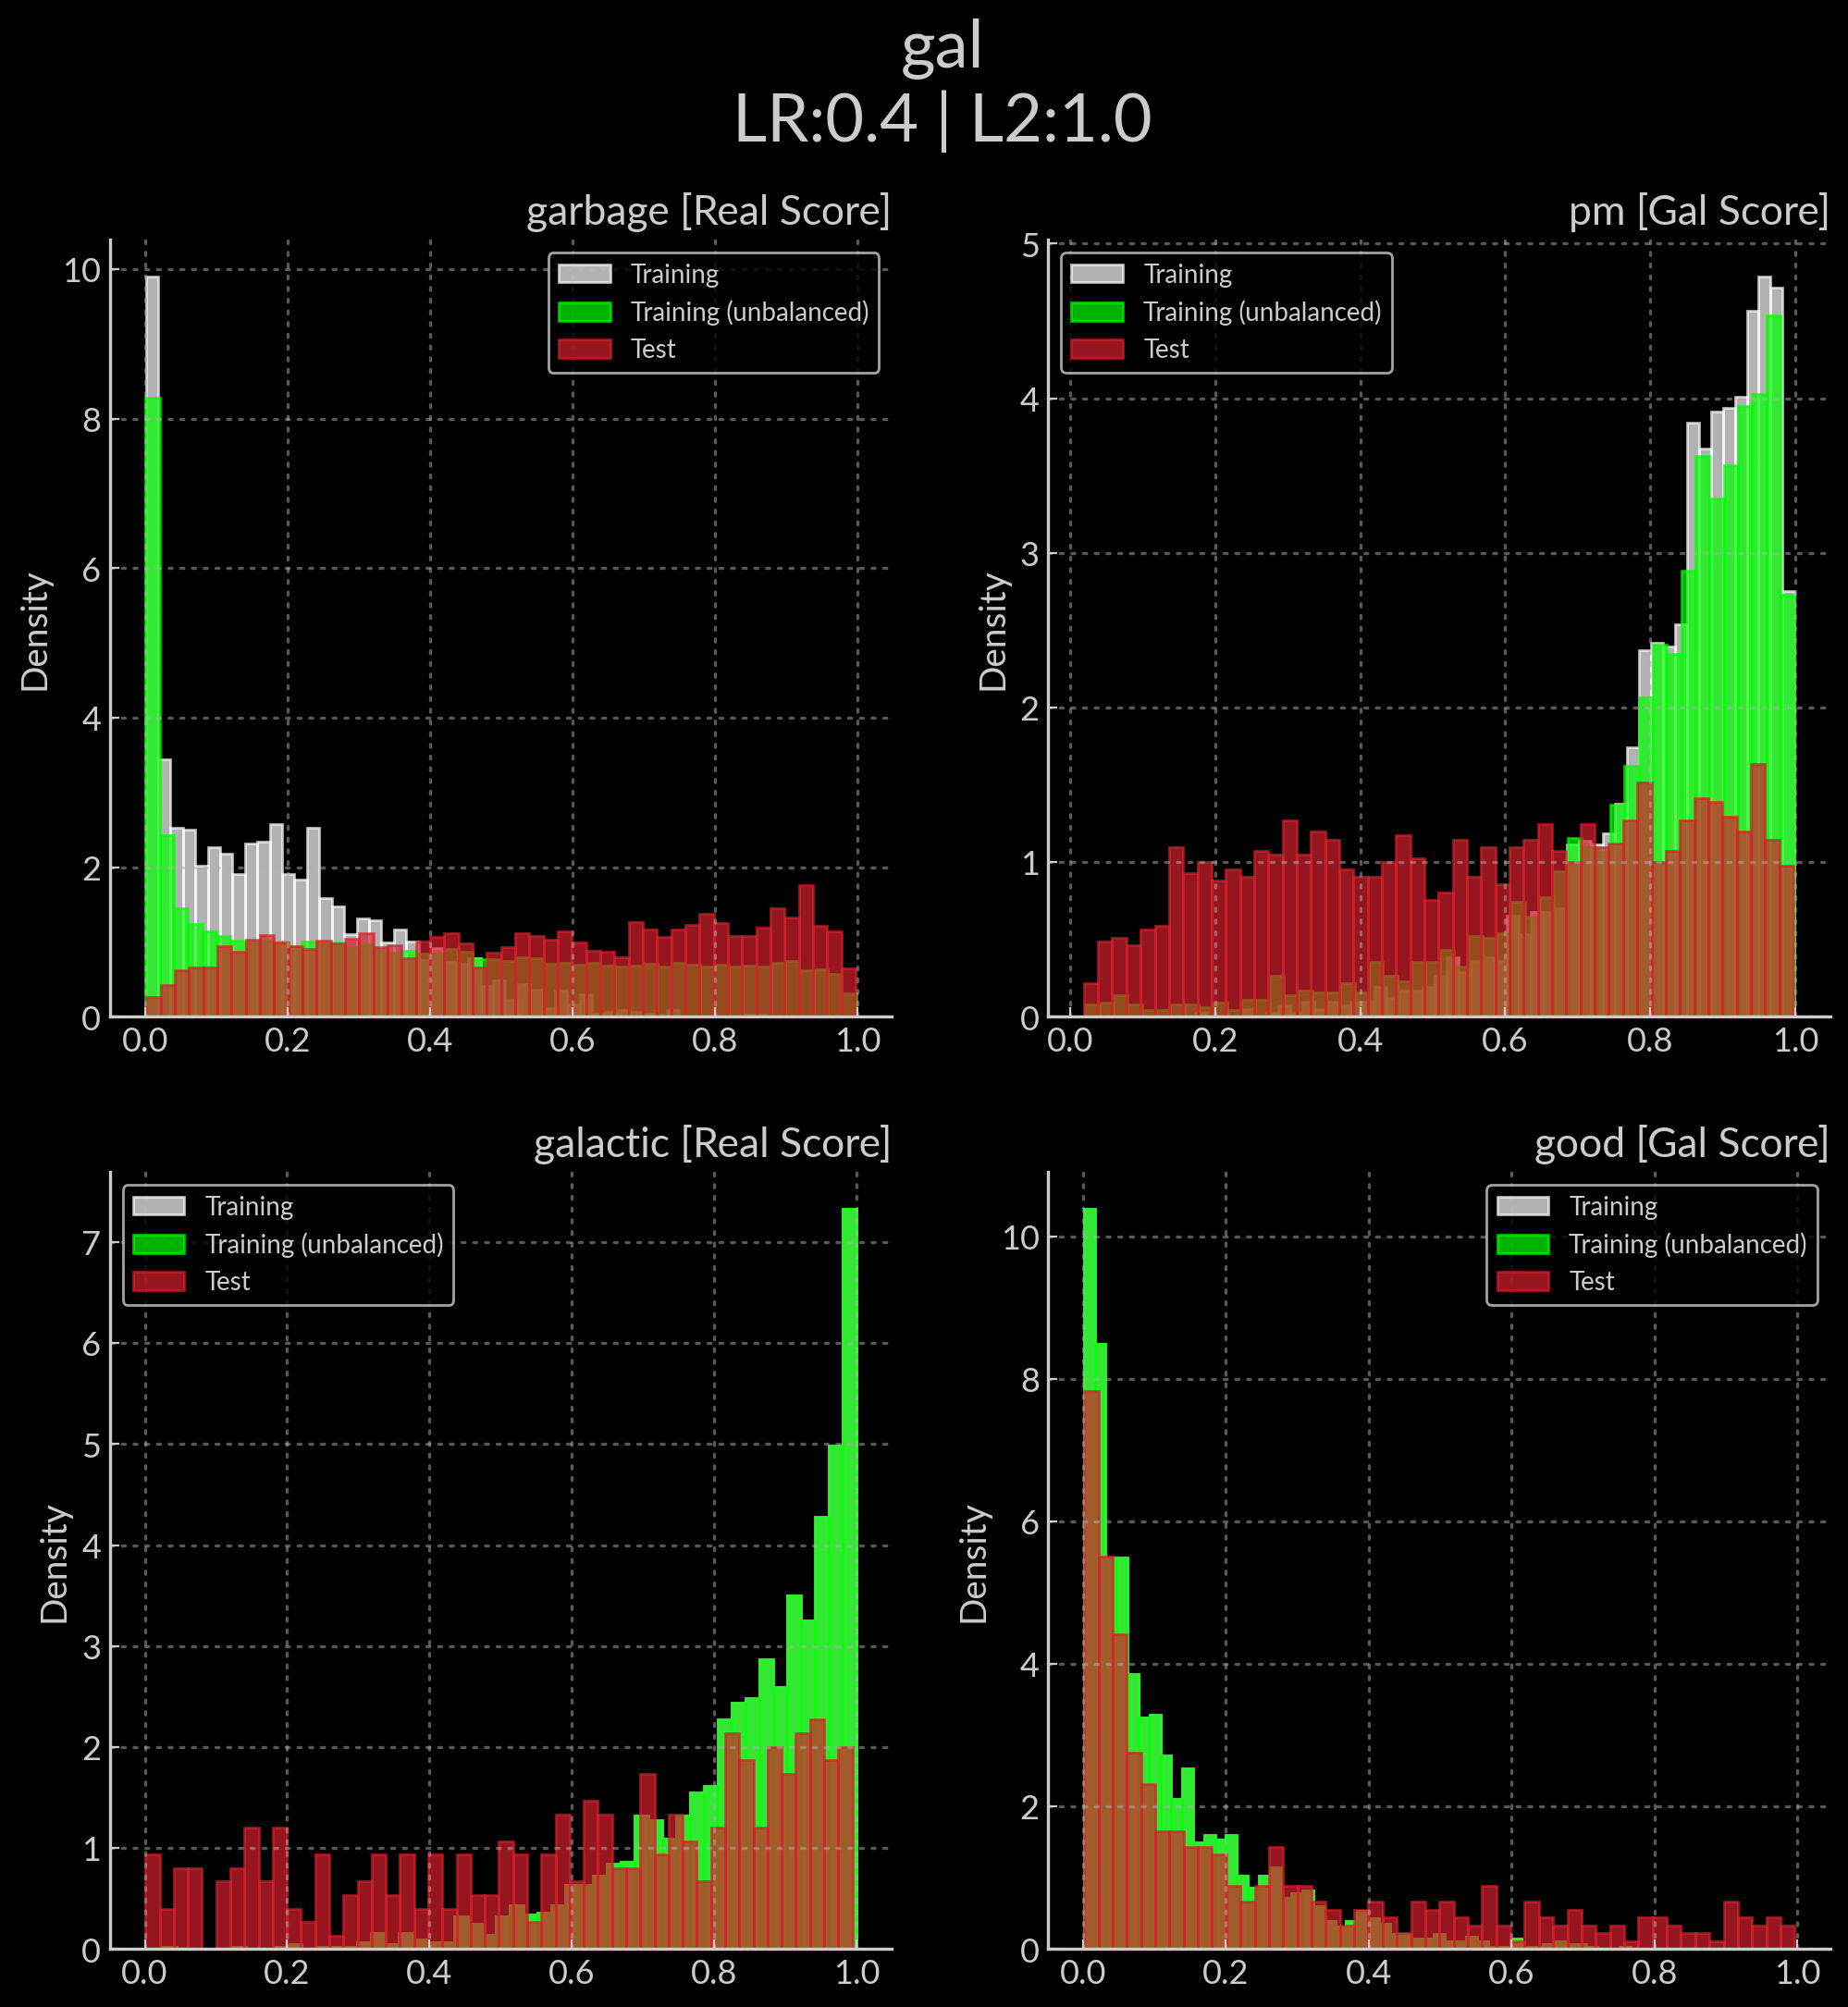 gal
LR:0.4 | L2:1.0
garbage [Real Score]
Training
Training (unbalanced)
Test
Density
10
8
6
4
2
0
0.0 0.2 0.4 0.6 0.8 1.0
pm [Gal Score]
Training
Training (unbalanced)
Test
Density
5
4
3
2
1
0
0.0 0.2 0.4 0.6 0.8 1.0
galactic [Real Score]
Training
Training (unbalanced)
Test
Density
7
6
5
4
3
2
1
0
0.0 0.2 0.4 0.6 0.8 1.0
good [Gal Score]
Training
Training (unbalanced)
Test
Density
10
8
6
4
2
0
0.0 0.2 0.4 0.6 0.8 1.0